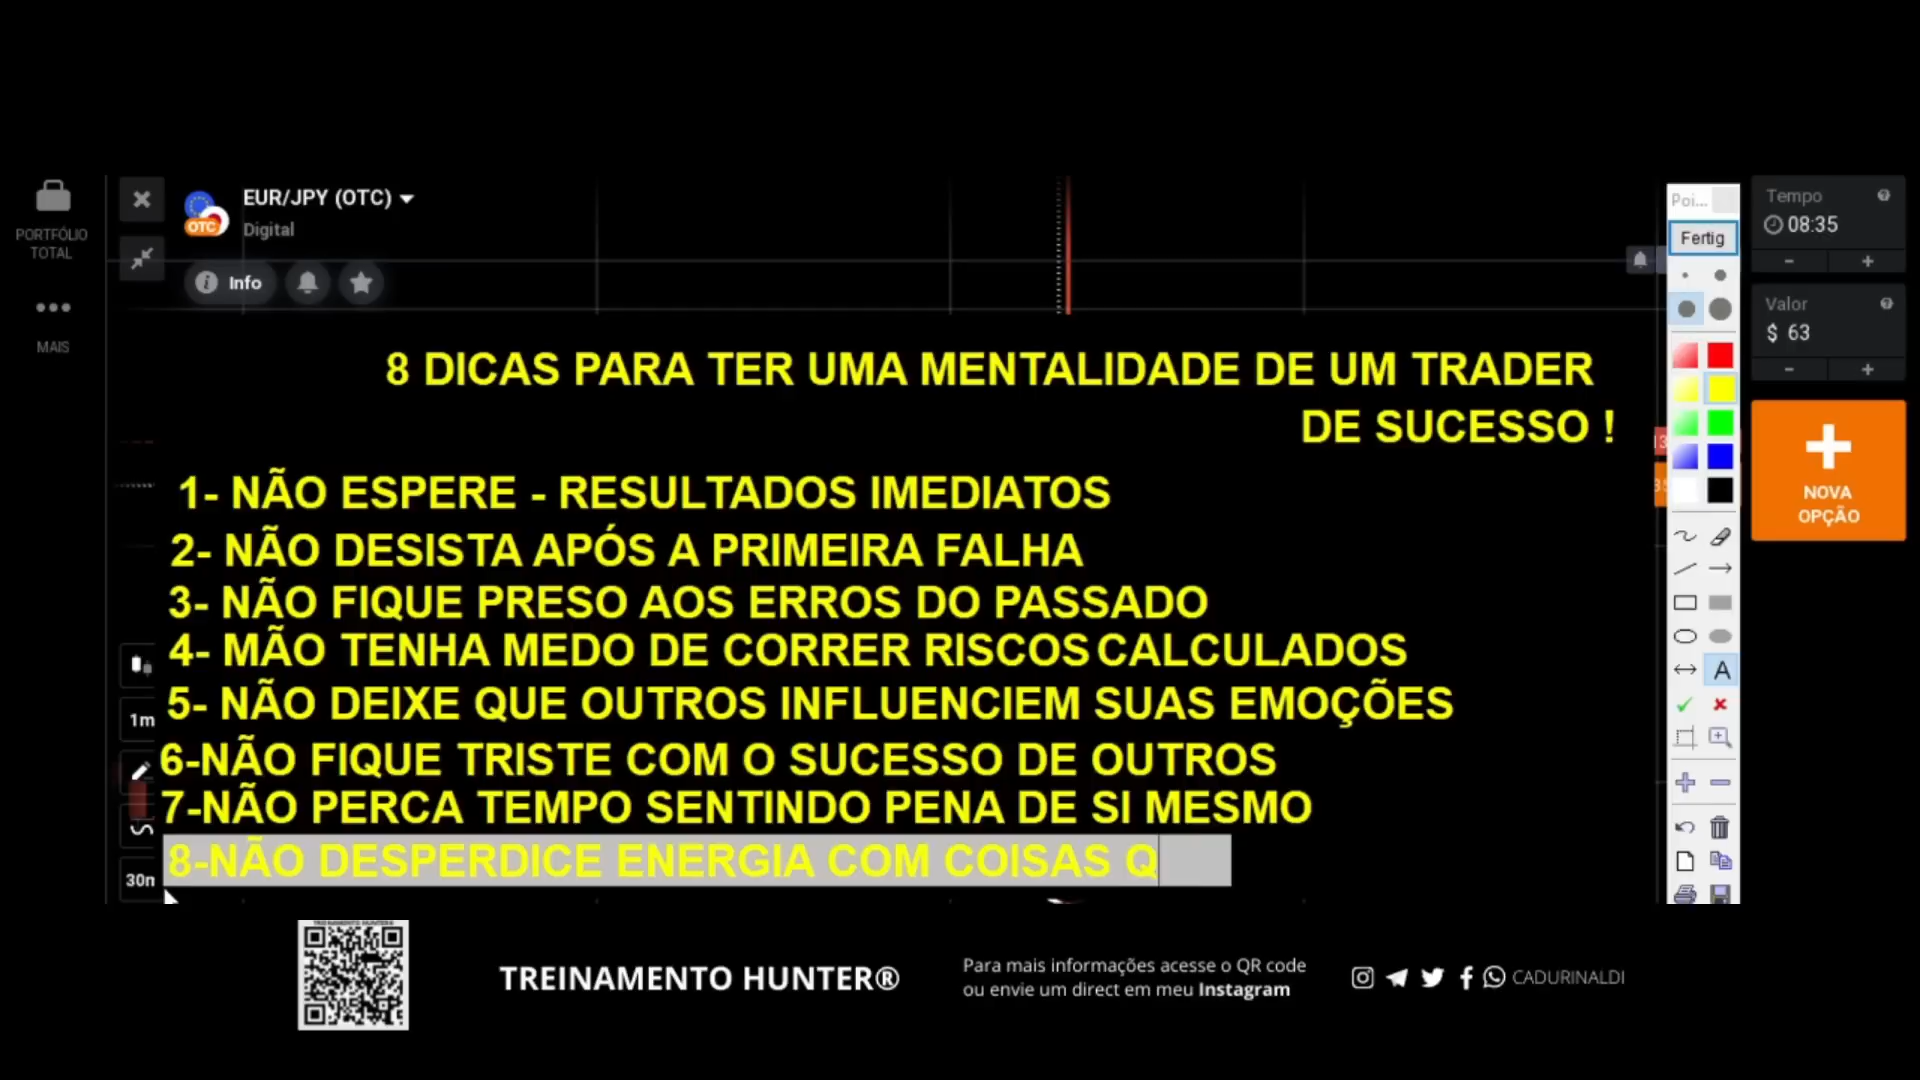 PORTFÓLIO
TOTAL
MAIS
EUR/JPY (OTC)
OTC
Digital
Info
8 DICAS PARA TER UMA MENTALIDADE DE UM TRADER
DE SUCESSO !
1- NÃO ESPERE - RESULTADOS IMEDIATOS
2- NÃO DESISTA APÓS A PRIMEIRA FALHA
3- NÃO FIQUE PRESO AOS ERROS DO PASSADO
4- MÃO TENHA MEDO DE CORRER RISCOS CALCULADOS
5- NÃO DEIXE QUE OUTROS INFLUENCIEM SUAS EMOÇÕES
6-NÃO FIQUE TRISTE COM O SUCESSO DE OUTROS
7-NÃO PERCA TEMPO SENTINDO PENA DE SI MESMO
8-NÃO DESPERDICE ENERGIA COM COISAS Q
1m
30m
Poi...
Fertig
A
Tempo
08:35
- +
Valor
$ 63
- +
NOVA
OPÇÃO
TREINAMENTO HUNTER®
Para mais informações acesse o QR code
ou envie um direct em meu Instagram
CADURINALDI